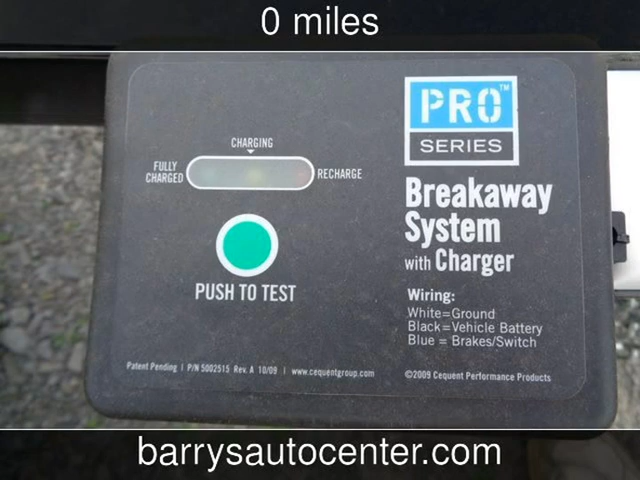 0 miles
PRO™
SERIES
CHARGING
FULLY
CHARGED
RECHARGE
PUSH TO TEST
Breakaway
System
with Charger
Wiring:
White=Ground
Black=Vehicle Battery
Blue = Brakes/Switch
Patent Pending | P/N 5002515 Rev. A 10/09 | www.cequentgroup.com
©2009 Cequent Performance Products
barrysautocenter.com